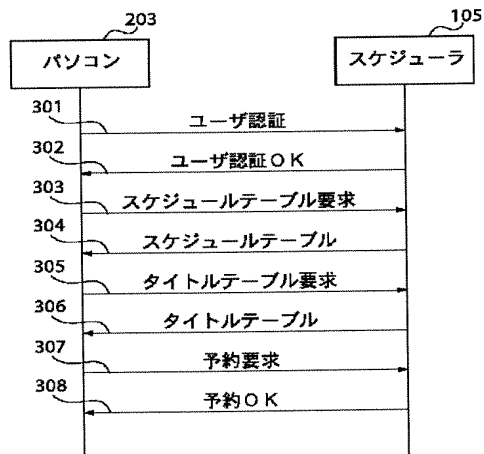 203
105
パソコン
スケジューラ
301
ユーザ認証
302
ユーザ認証OK
303
スケジュールテーブル要求
304
スケジュールテーブル
305
タイトルテーブル要求
306
タイトルテーブル
307
予約要求
308
予約OK